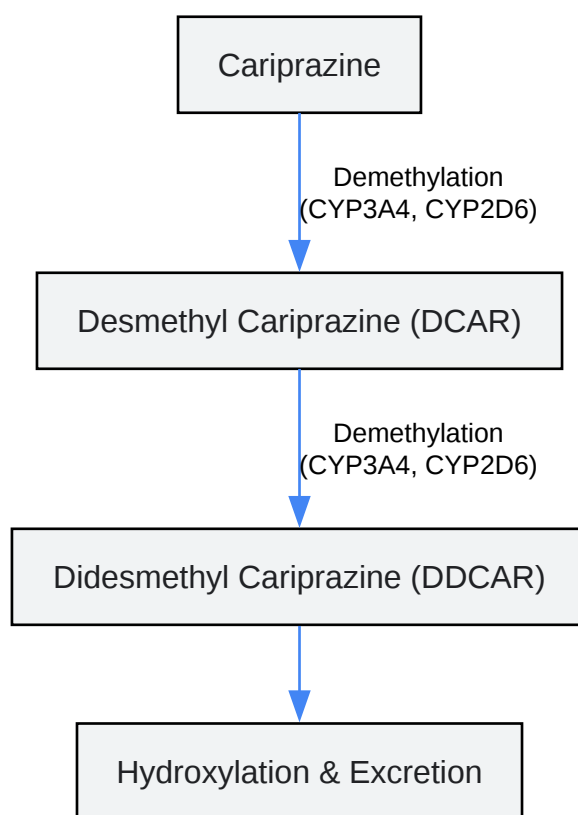 Cariprazine
Demethylation
(CYP3A4, CYP2D6)
Desmethyl Cariprazine (DCAR)
Demethylation
(CYP3A4, CYP2D6)
Didesmethyl Cariprazine (DDCAR)
Hydroxylation & Excretion